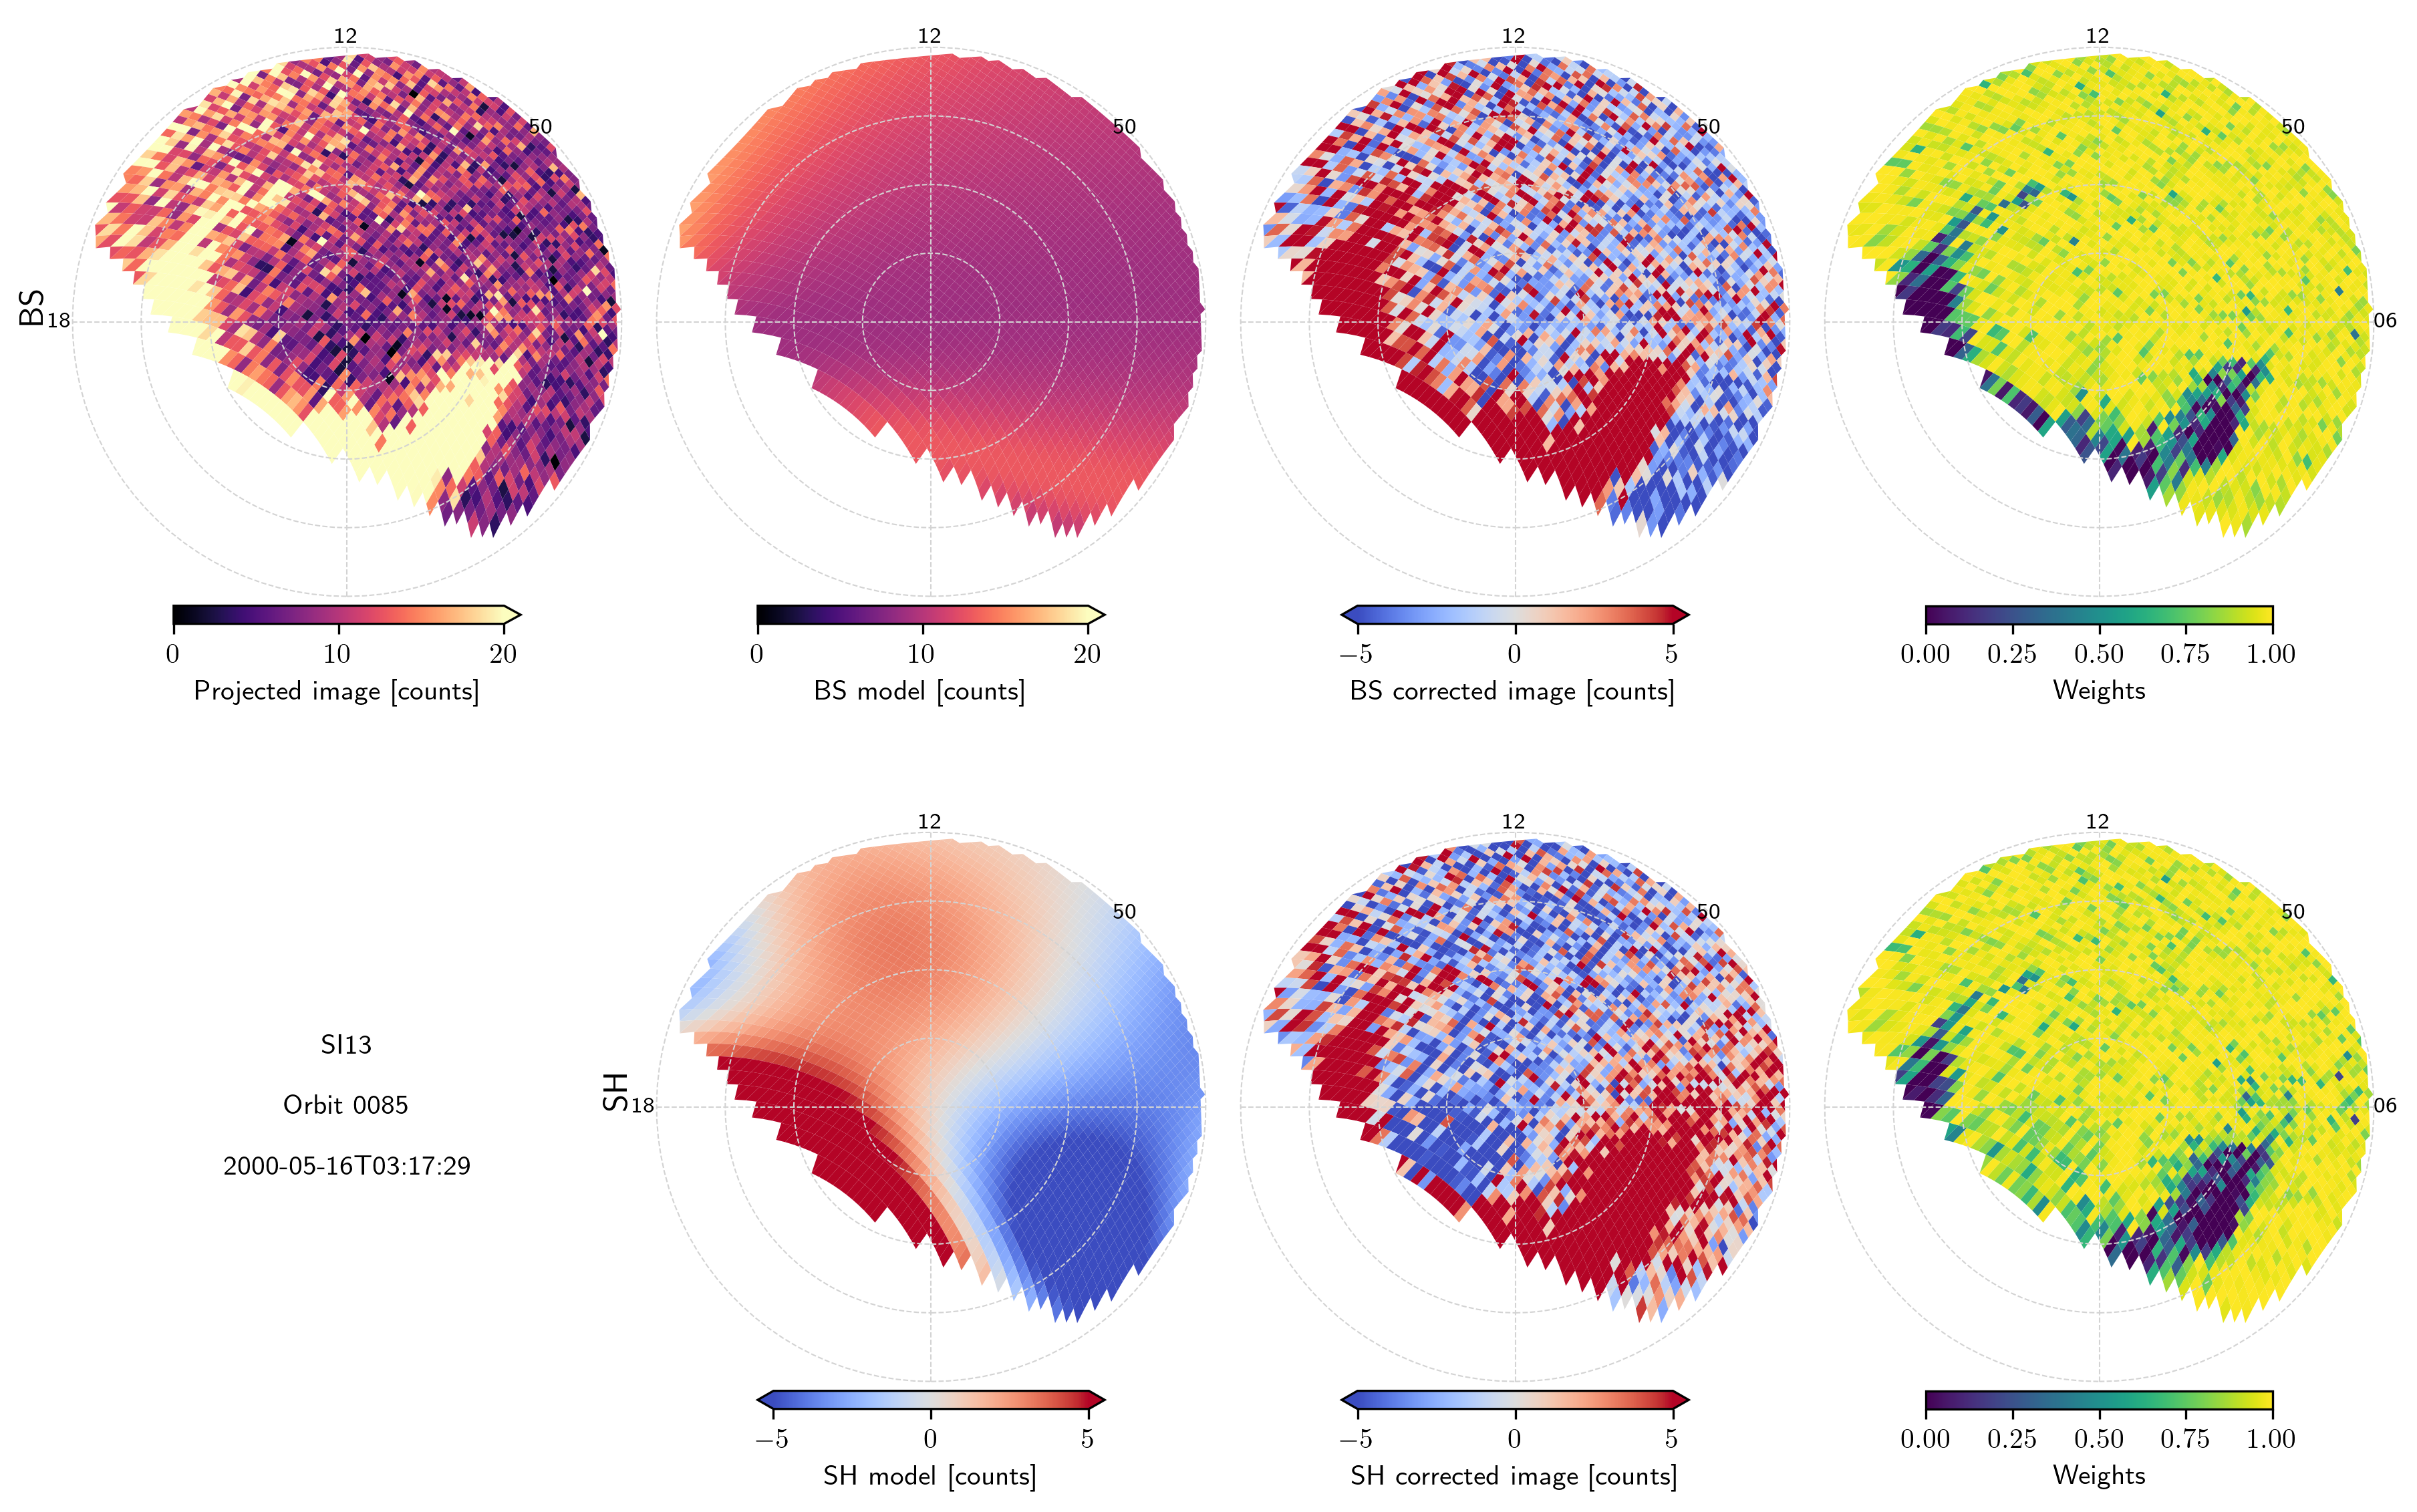 12 12 12 12
50 50 50 50
BS
18 06
0 10 20 0 10 20 −5 0 5 0.00 0.25 0.50 0.75 1.00
Projected image [counts] BS model [counts] BS corrected image [counts] Weights
12 12 12
50 50 50
SI13
Orbit 0085
2000-05-16T03:17:29
SH
18 06
−5 0 5 −5 0 5 0.00 0.25 0.50 0.75 1.00
SH model [counts] SH corrected image [counts] Weights